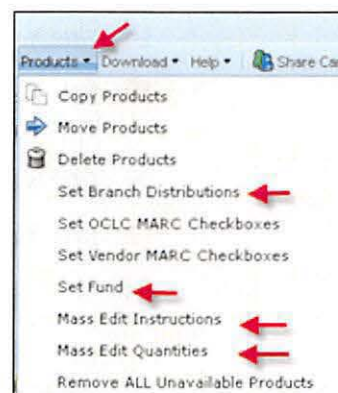 Products Download Help Share Ca
Copy Products
Move Products
Delete Products
Set Branch Distributions
Set OCLC MARC Checkboxes
Set Vendor MARC Checkboxes
Set Fund
Mass Edit Instructions
Mass Edit Quantities
Remove ALL Unavailable Products